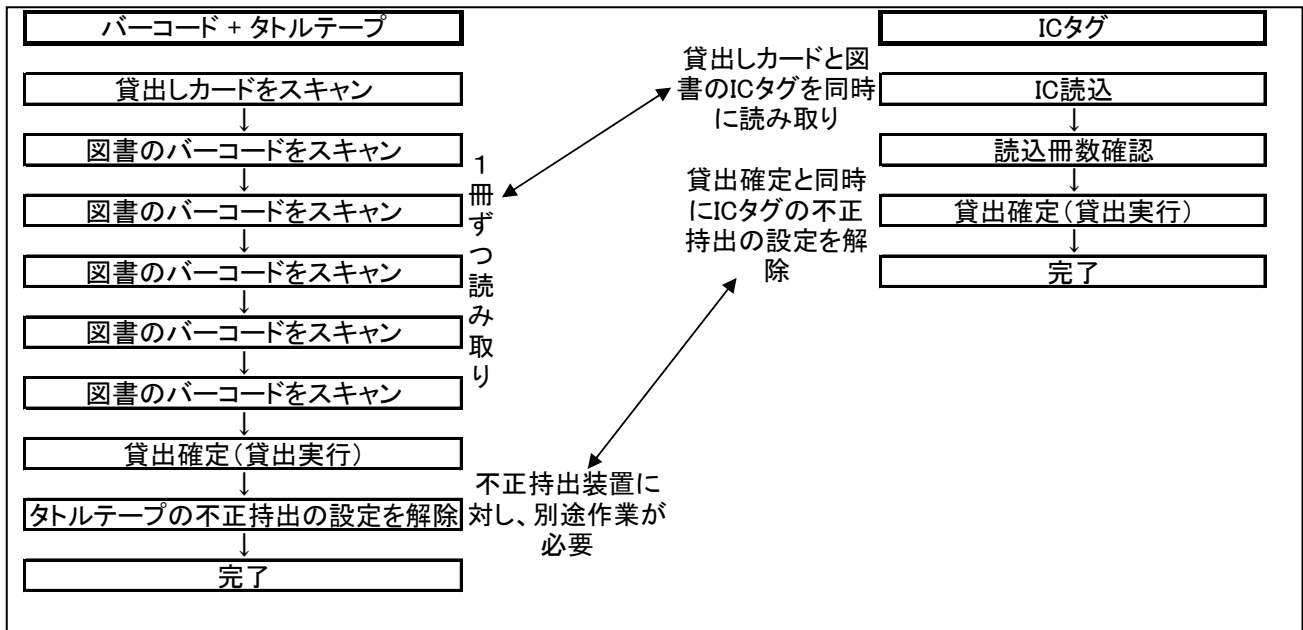 バーコード + タトルテープ
貸出しカードをスキャン
↓
図書のバーコードをスキャン
↓
図書のバーコードをスキャン
↓
図書のバーコードをスキャン
↓
図書のバーコードをスキャン
↓
図書のバーコードをスキャン
↓
貸出確定(貸出実行)
↓
タトルテープの不正持出の設定を解除
↓
完了
1冊ずつ読み取り
貸出しカードと図
書のICタグを同時
に読み取り
貸出確定と同時
にICタグの不正
持出の設定を解
除
不正持出装置に
対し、別途作業が
必要
ICタグ
IC読込
↓
読込冊数確認
↓
貸出確定(貸出実行)
↓
完了